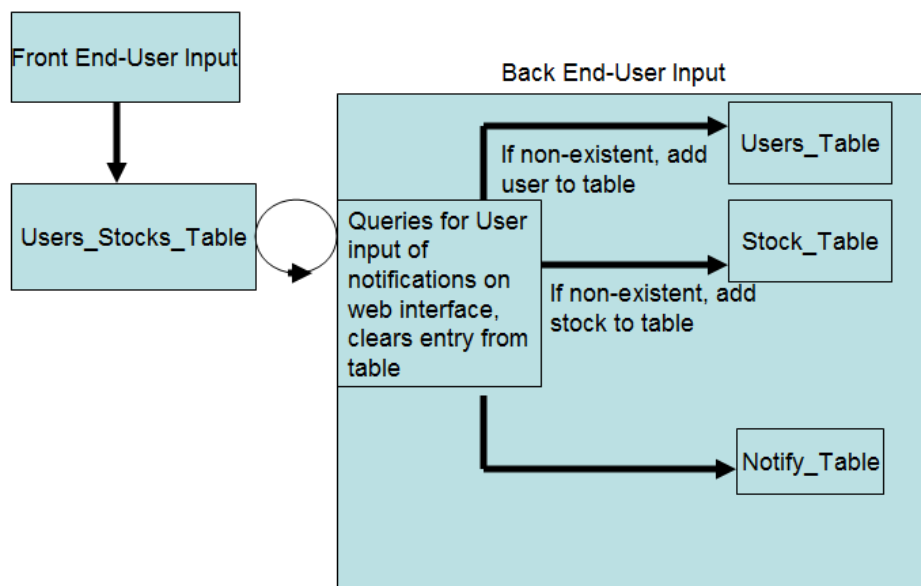 Front End-User Input
Back End-User Input
Users_Table
If non-existent, add
user to table
Users_Stocks_Table
Queries for User
input of
notifications on
web interface,
clears entry from
table
Stock_Table
If non-existent, add
stock to table
Notify_Table